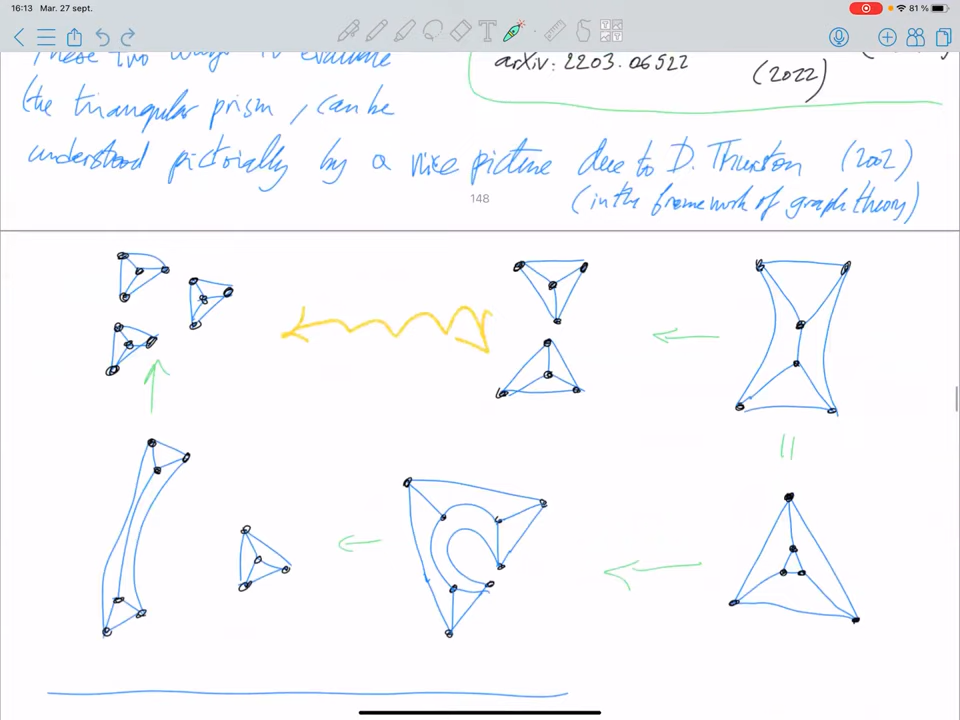 16:13 Mar. 27 sept.
81 %
These two ways to evaluate
arxiv: 2203.06522
(2022)
(the triangular prism, can be
understood pictorially by a nice picture due to D. Thurston (2002)
148
(in the framework of graph theory)